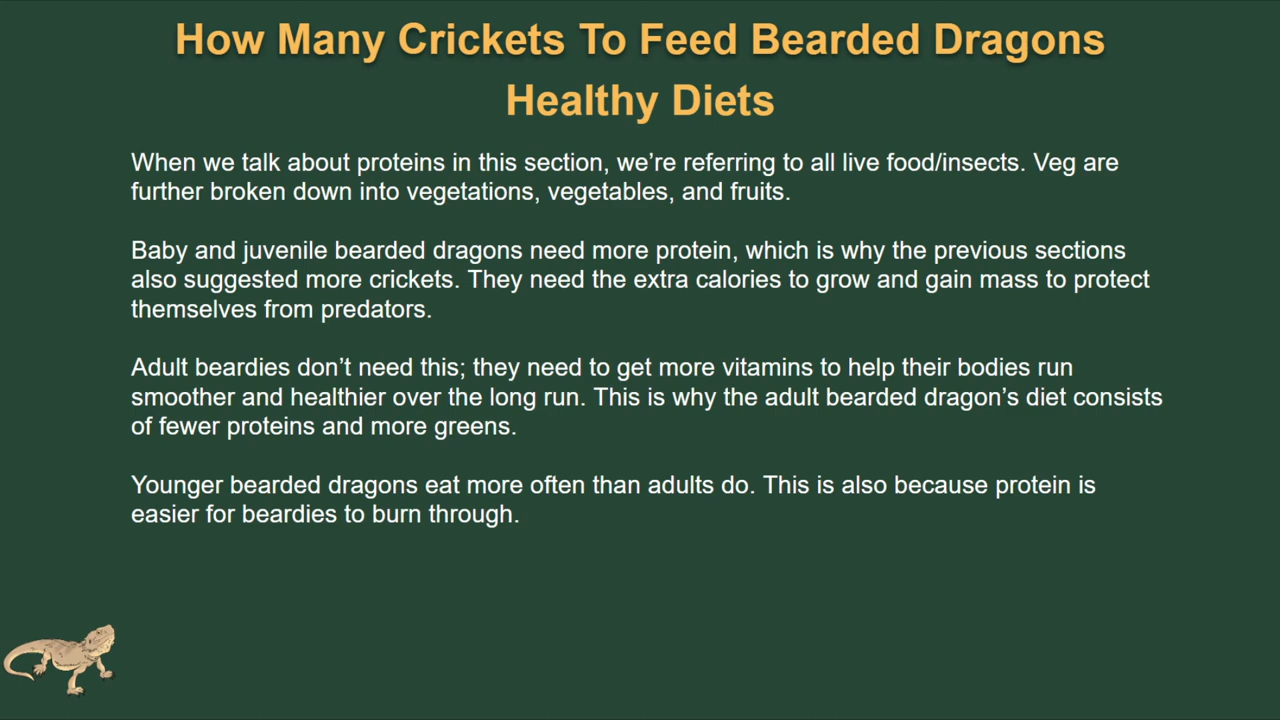 How Many Crickets To Feed Bearded Dragons
Healthy Diets
When we talk about proteins in this section, we’re referring to all live food/insects. Veg are
further broken down into vegetations, vegetables, and fruits.
Baby and juvenile bearded dragons need more protein, which is why the previous sections
also suggested more crickets. They need the extra calories to grow and gain mass to protect
themselves from predators.
Adult beardies don’t need this; they need to get more vitamins to help their bodies run
smoother and healthier over the long run. This is why the adult bearded dragon’s diet consists
of fewer proteins and more greens.
Younger bearded dragons eat more often than adults do. This is also because protein is
easier for beardies to burn through.